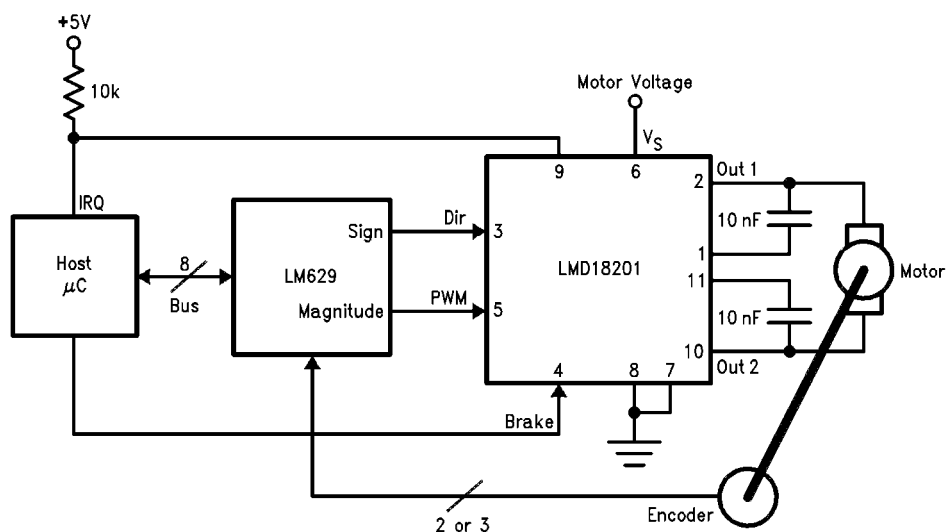 +5V
10k
Motor Voltage
V_S
9
6
Out 1
2
IRQ
Sign
Dir
3
10 nF
1
Host
μC
8
Bus
LM629
LMD18201
Motor
11
Magnitude
PWM
5
10 nF
10
4
8
7
Out 2
Brake
Encoder
2 or 3